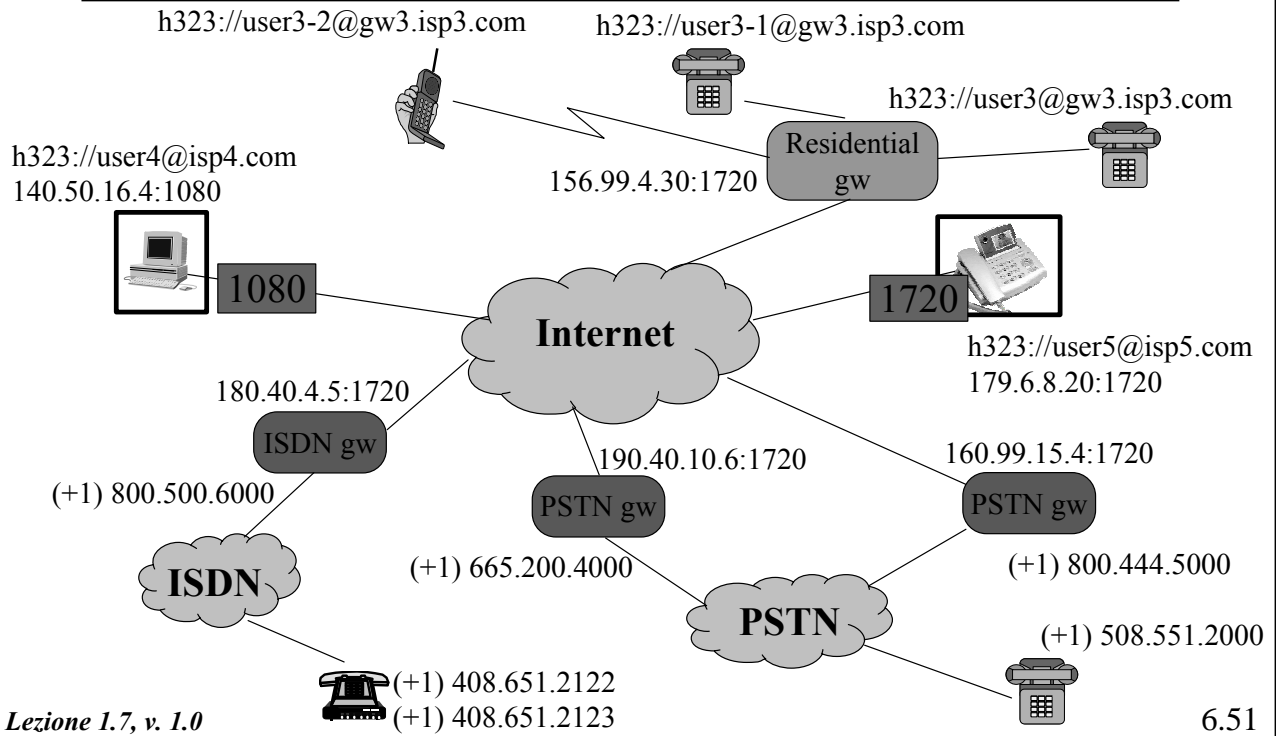 h323://user3-2@gw3.isp3.com
h323://user3-1@gw3.isp3.com
h323://user3@gw3.isp3.com
Residential
gw
156.99.4.30:1720
h323://user4@isp4.com
140.50.16.4:1080
1080
Internet
1720
h323://user5@isp5.com
179.6.8.20:1720
180.40.4.5:1720
ISDN gw
(+1) 800.500.6000
190.40.10.6:1720
PSTN gw
(+1) 665.200.4000
160.99.15.4:1720
PSTN gw
(+1) 800.444.5000
ISDN
PSTN
(+1) 508.551.2000
(+1) 408.651.2122
(+1) 408.651.2123
Lezione 1.7, v. 1.0
6.51